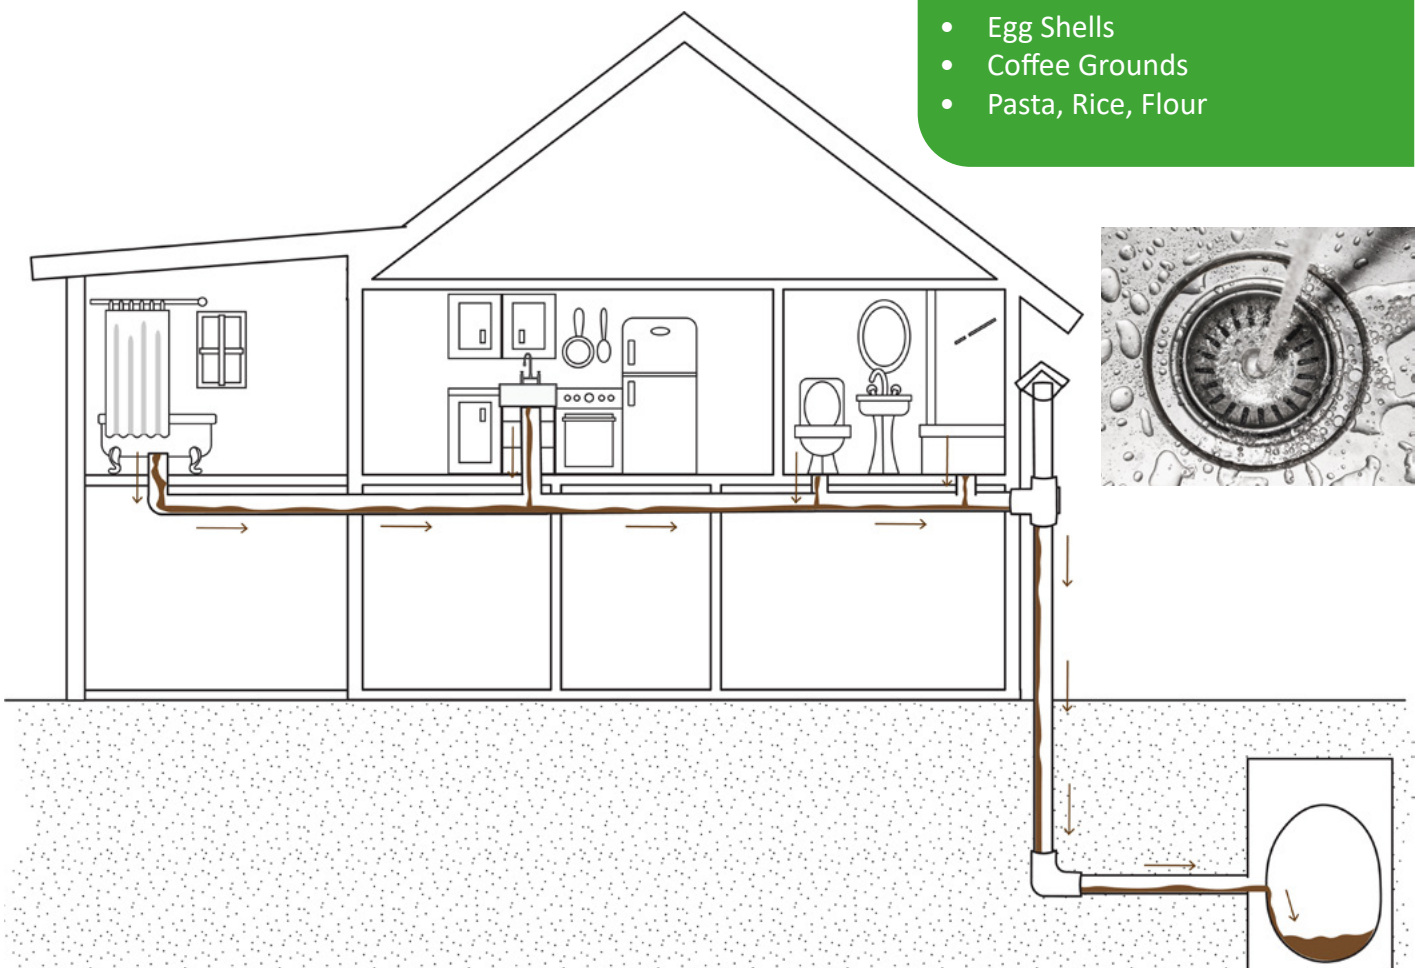 • Egg Shells
• Coffee Grounds
• Pasta, Rice, Flour